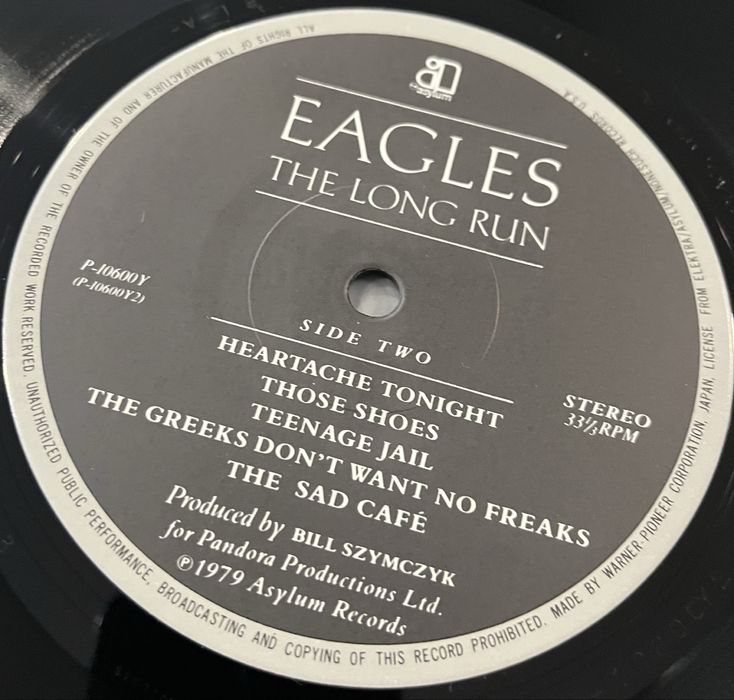 asylum
EAGLES
THE LONG RUN
P-10600Y
(P-10600Y2)
SIDE TWO
STEREO
33⅓RPM
HEARTACHE TONIGHT
THOSE SHOES
TEENAGE JAIL
THE GREEKS DON'T WANT NO FREAKS
THE SAD CAFÉ
Produced by BILL SZYMCZYK
for Pandora Productions Ltd.
℗1979 Asylum Records
ALL RIGHTS OF THE MANUFACTURER AND OF THE OWNER OF THE RECORDED WORK RESERVED. UNAUTHORIZED PUBLIC PERFORMANCE, BROADCASTING AND COPYING OF THIS RECORD PROHIBITED. MADE BY WARNER-PIONEER CORPORATION, JAPAN, LICENSE FROM ELEKTRA/ASYLUM/NONESUCH RECORDS U.S.A.